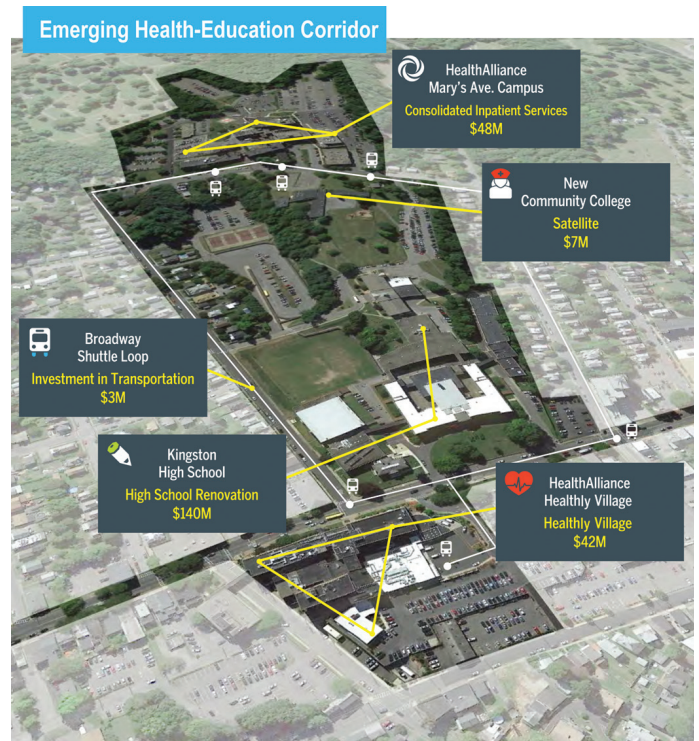 Emerging Health-Education Corridor
HealthAlliance
Mary's Ave. Campus
Consolidated Inpatient Services
$48M
New
Community College
Satellite
$7M
Broadway
Shuttle Loop
Investment in Transportation
$3M
Kingston
High School
High School Renovation
$140M
HealthAlliance
Healthly Village
Healthly Village
$42M